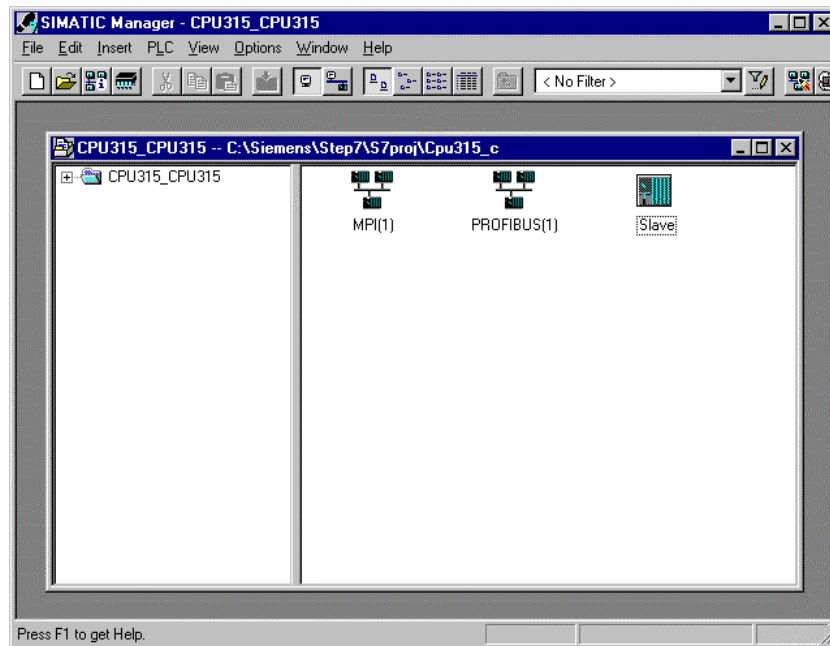 SIMATIC Manager - CPU315_CPU315
File Edit Insert PLC View Options Window Help
< No Filter >
CPU315_CPU315 -- C:\Siemens\Step7\S7proj\Cpu315_c
CPU315_CPU315
MPI(1) PROFIBUS(1) Slave
Press F1 to get Help.